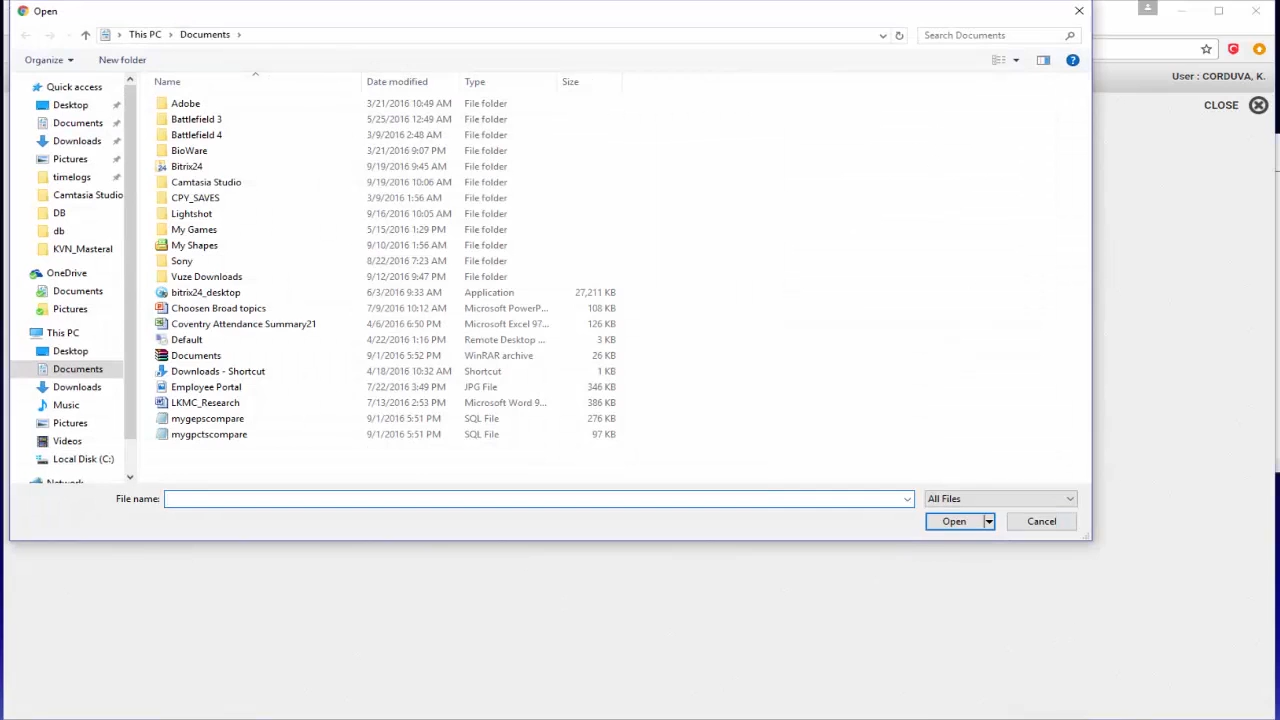 Open
This PC > Documents >
Search Documents
Organize
New folder
User : CORDUVA, K.
CLOSE
Name Date modified Type Size
Quick access
Desktop
Documents
Downloads
Pictures
timelogs
Camtasia Studio
DB
db
KVN_Masteral
OneDrive
Documents
Pictures
This PC
Desktop
Documents
Downloads
Music
Pictures
Videos
Local Disk (C:)
Network
Adobe 3/21/2016 10:49 AM File folder
Battlefield 3 5/25/2016 12:49 AM File folder
Battlefield 4 3/9/2016 2:48 AM File folder
BioWare 3/21/2016 9:07 PM File folder
Bitrix24 9/19/2016 9:45 AM File folder
Camtasia Studio 9/19/2016 10:06 AM File folder
CPY_SAVES 3/9/2016 1:56 AM File folder
Lightshot 9/16/2016 10:05 AM File folder
My Games 5/15/2016 1:29 PM File folder
My Shapes 9/10/2016 1:56 AM File folder
Sony 8/22/2016 7:23 AM File folder
Vuze Downloads 9/12/2016 9:47 PM File folder
bitrix24_desktop 6/3/2016 9:33 AM Application 27,211 KB
Choosen Broad topics 7/9/2016 10:12 AM Microsoft PowerP... 108 KB
Coventry Attendance Summary21 4/6/2016 6:50 PM Microsoft Excel 97... 126 KB
Default 4/22/2016 1:16 PM Remote Desktop ... 3 KB
Documents 9/1/2016 5:52 PM WinRAR archive 26 KB
Downloads - Shortcut 4/18/2016 10:32 AM Shortcut 1 KB
Employee Portal 7/22/2016 3:49 PM JPG File 346 KB
LKMC_Research 7/13/2016 2:53 PM Microsoft Word 9... 386 KB
mygepscompare 9/1/2016 5:51 PM SQL File 276 KB
mygpctscompare 9/1/2016 5:51 PM SQL File 97 KB
File name:
All Files
Open
Cancel